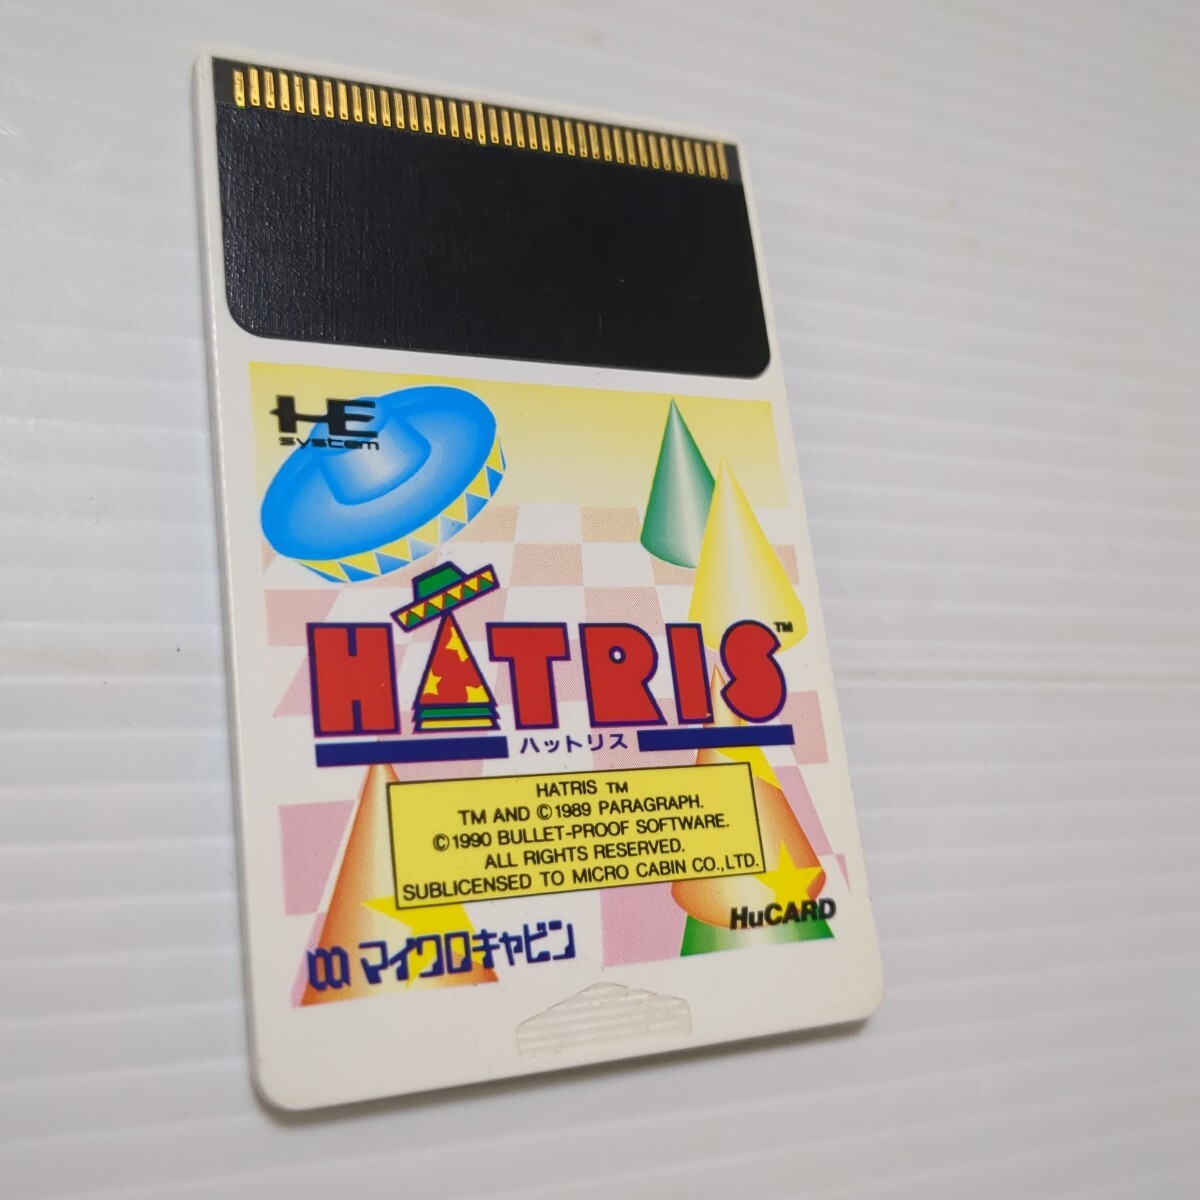 HE
system
HATRIS™
ハットリス
HATRIS ™
TM AND ©1989 PARAGRAPH.
©1990 BULLET-PROOF SOFTWARE.
ALL RIGHTS RESERVED.
SUBLICENSED TO MICRO CABIN CO.,LTD.
HuCARD
マイクロキャビン